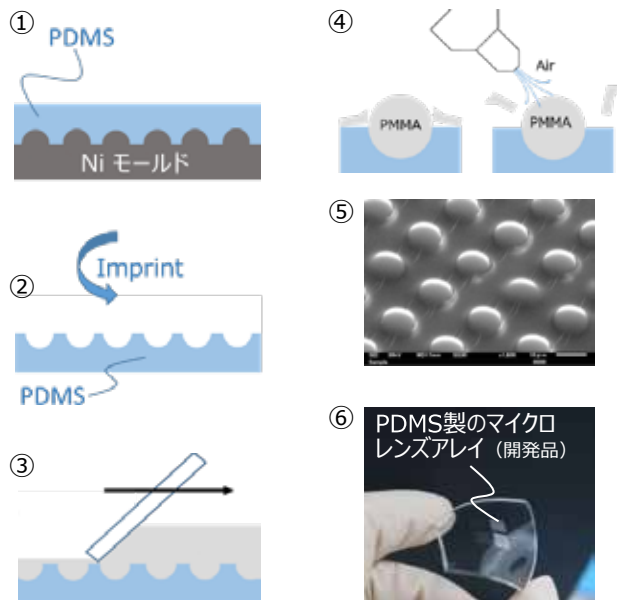 ①
PDMS
Ni モールド
②
Imprint
PDMS
③
④
Air
PMMA
PMMA
⑤
⑥
PDMS製のマイクロ
レンズアレイ（開発品）